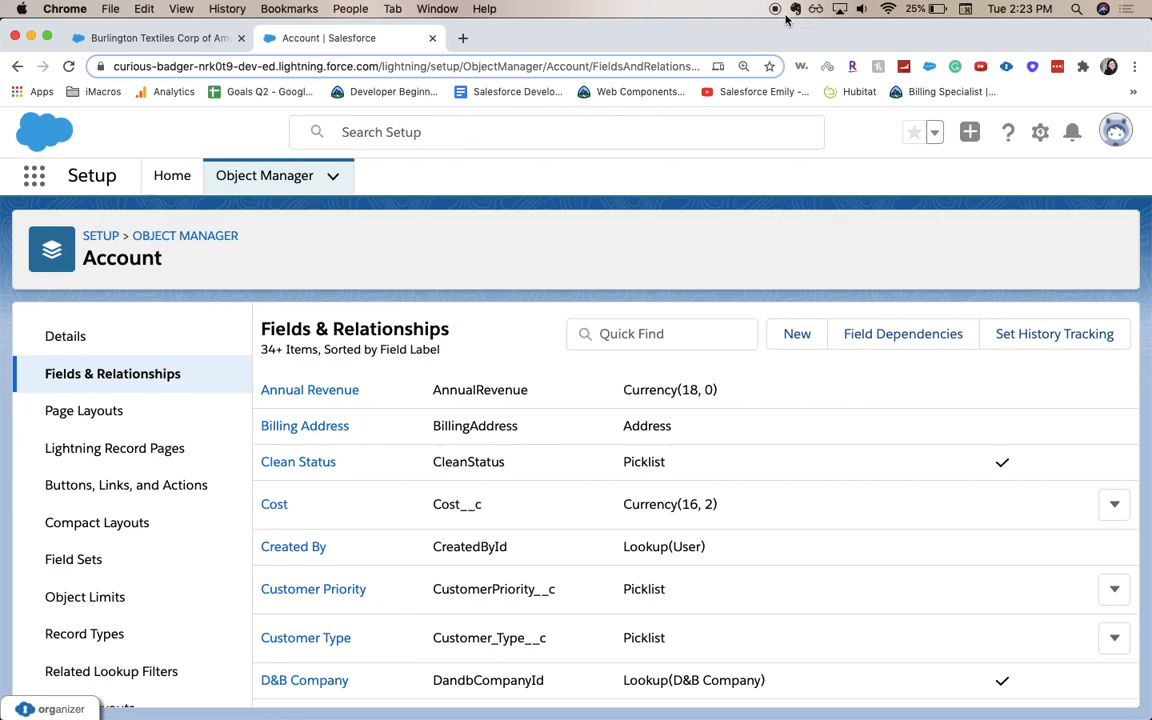 Chrome File Edit View History Bookmarks People Tab Window Help 25% Tue 2:23 PM
Burlington Textiles Corp of Am Account | Salesforce
curious-badger-nrk0t9-dev-ed.lightning.force.com/lightning/setup/ObjectManager/Account/FieldsAndRelations...
Apps iMacros Analytics Goals Q2 - Googl... Developer Beginn... Salesforce Develo... Web Components... Salesforce Emily -... Hubitat Billing Specialist |...
Search Setup
Setup Home Object Manager
SETUP > OBJECT MANAGER
Account
Details
Fields & Relationships
Page Layouts
Lightning Record Pages
Buttons, Links, and Actions
Compact Layouts
Field Sets
Object Limits
Record Types
Related Lookup Filters
organizer
Fields & Relationships
34+ Items, Sorted by Field Label
Quick Find New Field Dependencies Set History Tracking
Annual Revenue AnnualRevenue Currency(18, 0)
Billing Address BillingAddress Address
Clean Status CleanStatus Picklist
Cost Cost__c Currency(16, 2)
Created By CreatedById Lookup(User)
Customer Priority CustomerPriority__c Picklist
Customer Type Customer_Type__c Picklist
D&B Company DandbCompanyId Lookup(D&B Company)